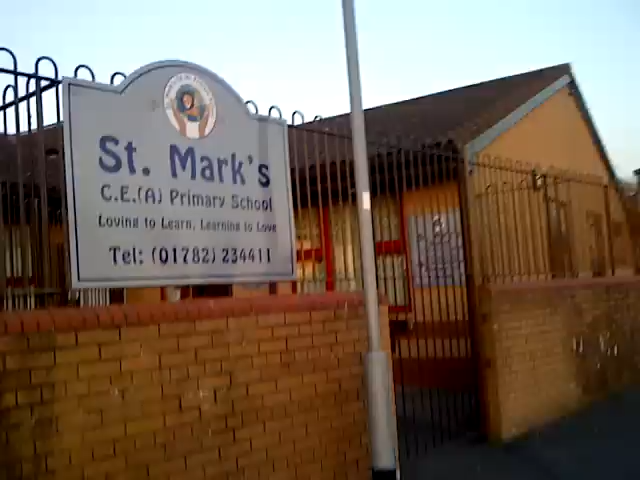 St. Mark's
C.E.(A) Primary School
Loving to Learn, Learning to Love
Tel: (01782) 234411